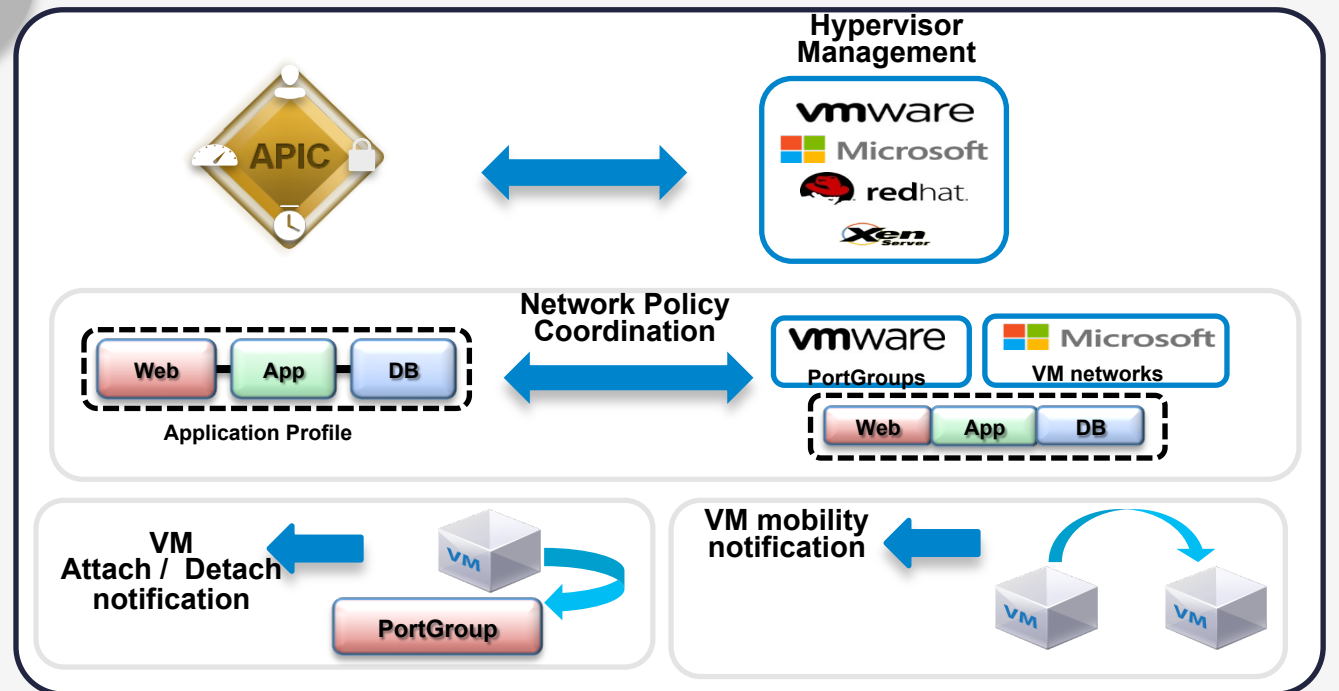 Hypervisor
Management
APIC
vmware
Microsoft
redhat.
Xen
Server
Network Policy
Coordination
Web
App
DB
Application Profile
vmware
PortGroups
Microsoft
VM networks
Web
App
DB
VM
Attach / Detach
notification
VM
PortGroup
VM mobility
notification
VM
VM